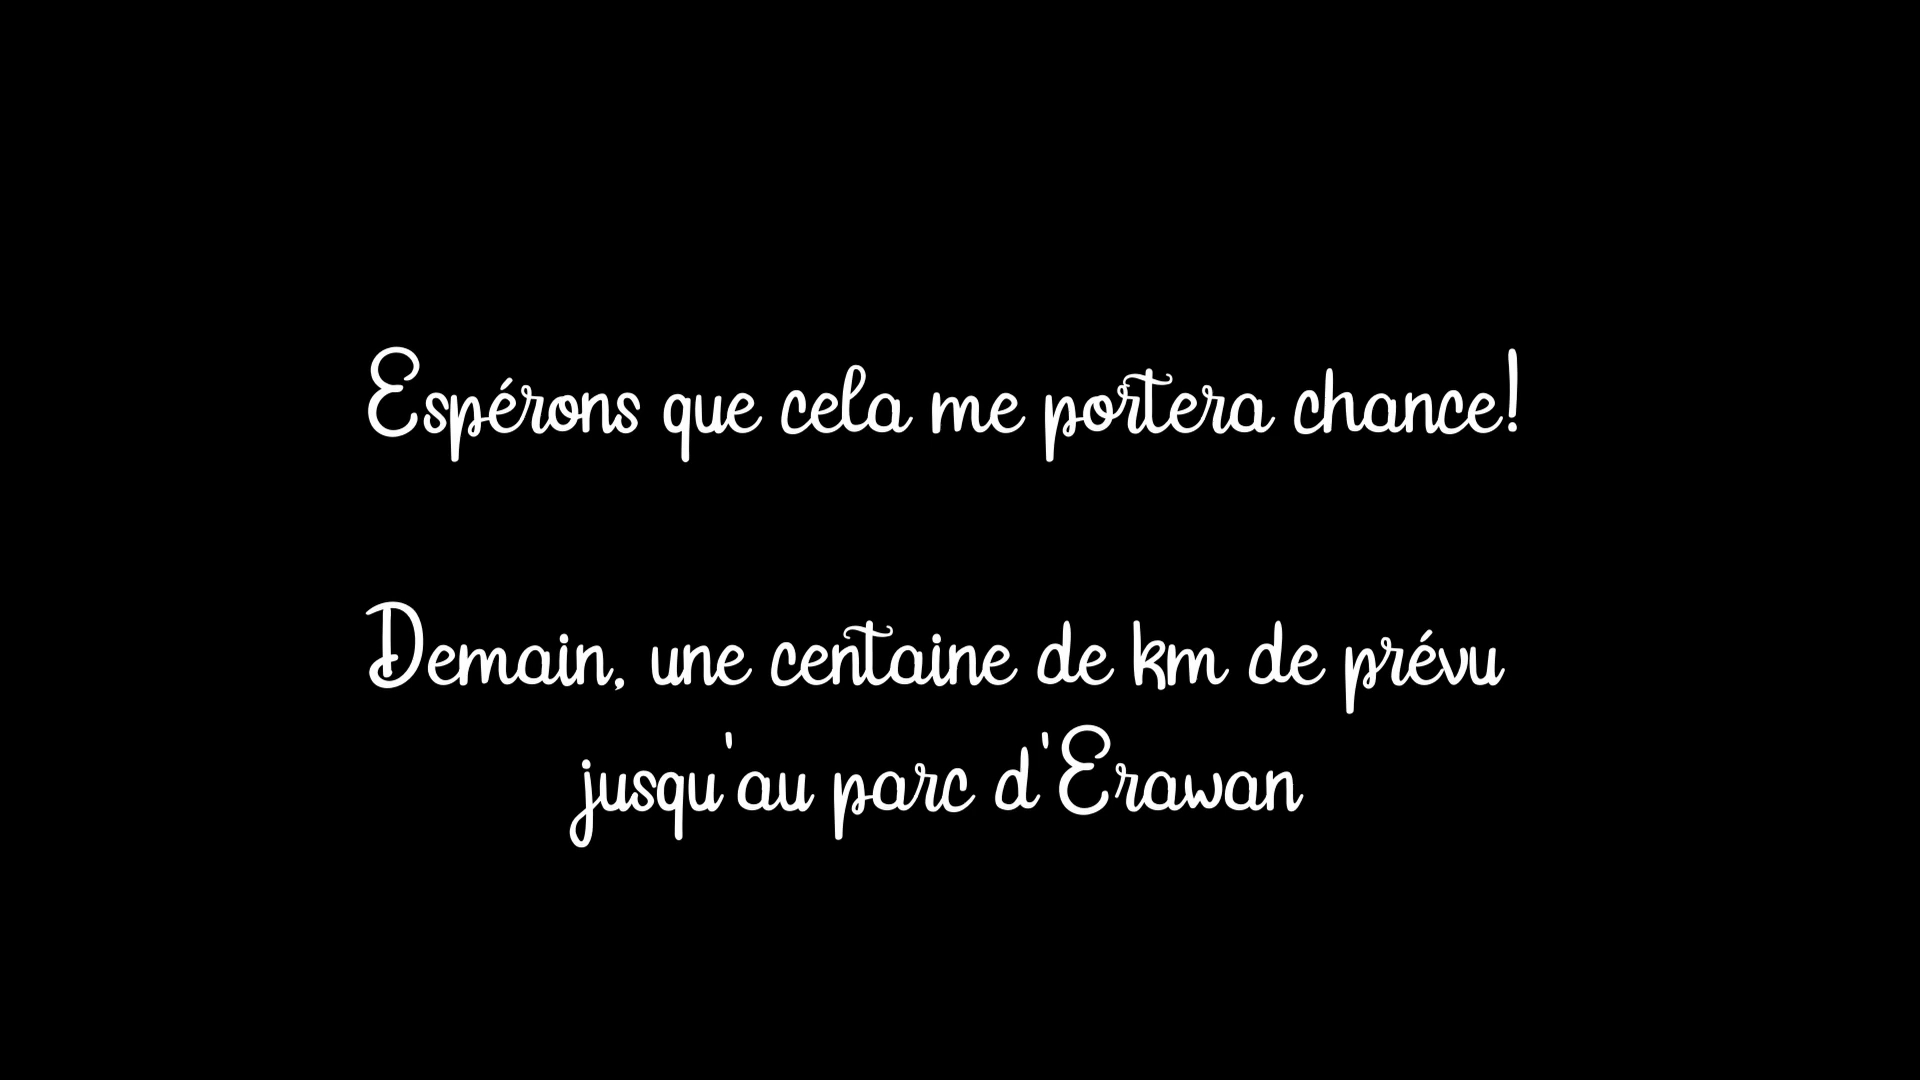 Espérons que cela me portera chance!
Demain, une centaine de km de prévu
jusqu'au parc d'Erawan